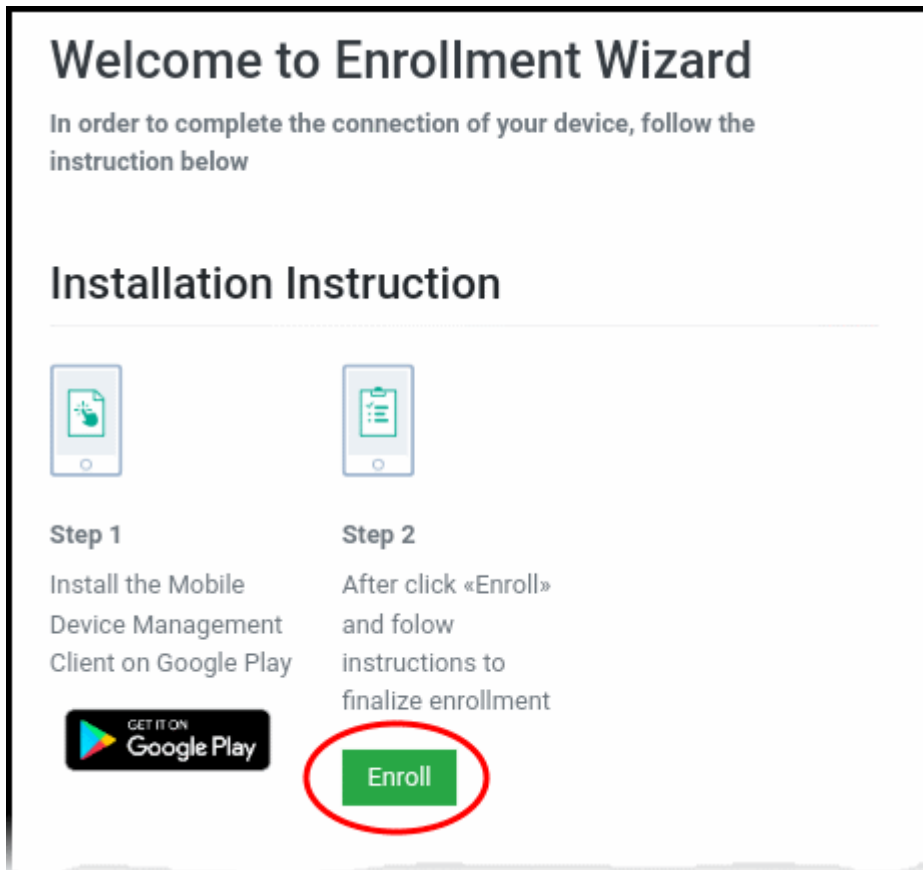 Welcome to Enrollment Wizard
In order to complete the connection of your device, follow the
instruction below
Installation Instruction
Step 1
Install the Mobile
Device Management
Client on Google Play
GET IT ON
Google Play
Step 2
After click «Enroll»
and folow
instructions to
finalize enrollment
Enroll